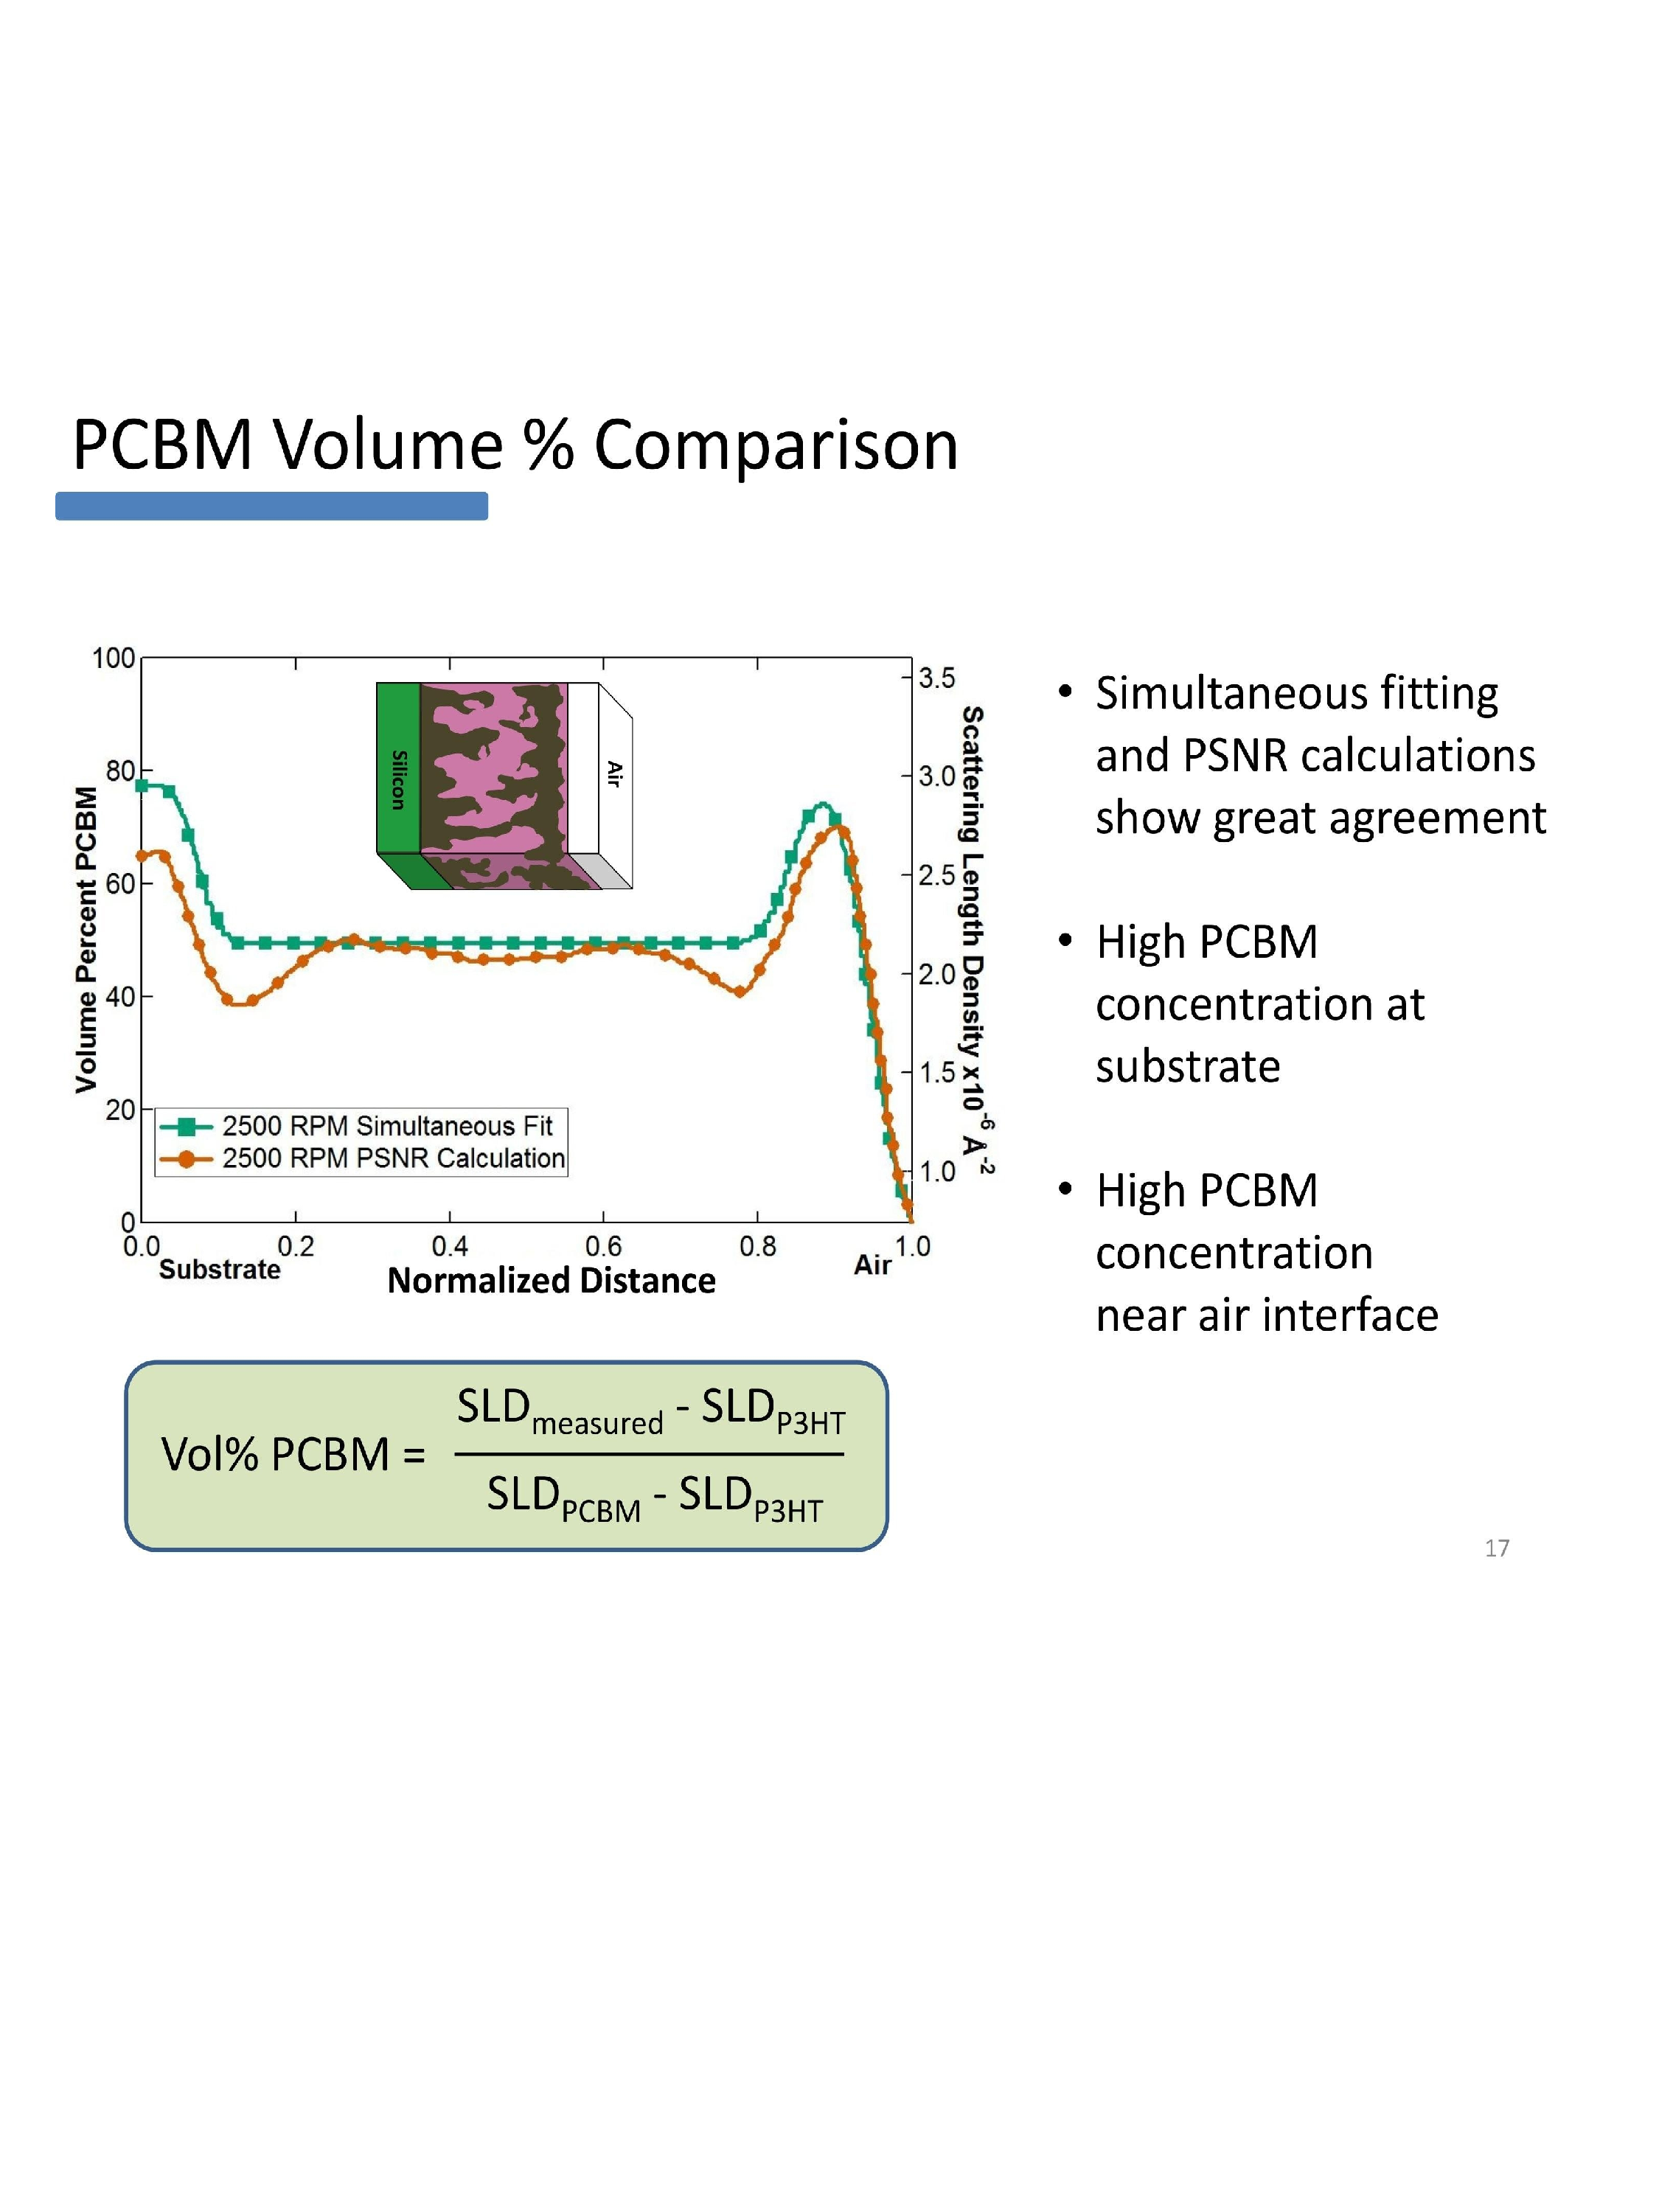 PCBM Volume % Comparison
100
80
60
40
20
0
Volume Percent PCBM
0.0
0.2
0.4
0.6
0.8
1.0
Substrate
Normalized Distance
Air
3.5
3.0
2.5
2.0
1.5
1.0
Scattering Length Density x10⁻⁶ Å⁻²
Silicon
Air
2500 RPM Simultaneous Fit
2500 RPM PSNR Calculation
• Simultaneous fitting
and PSNR calculations
show great agreement
• High PCBM
concentration at
substrate
• High PCBM
concentration
near air interface
Vol% PCBM =
SLDmeasured - SLDP3HT
SLDPCBM - SLDP3HT
17